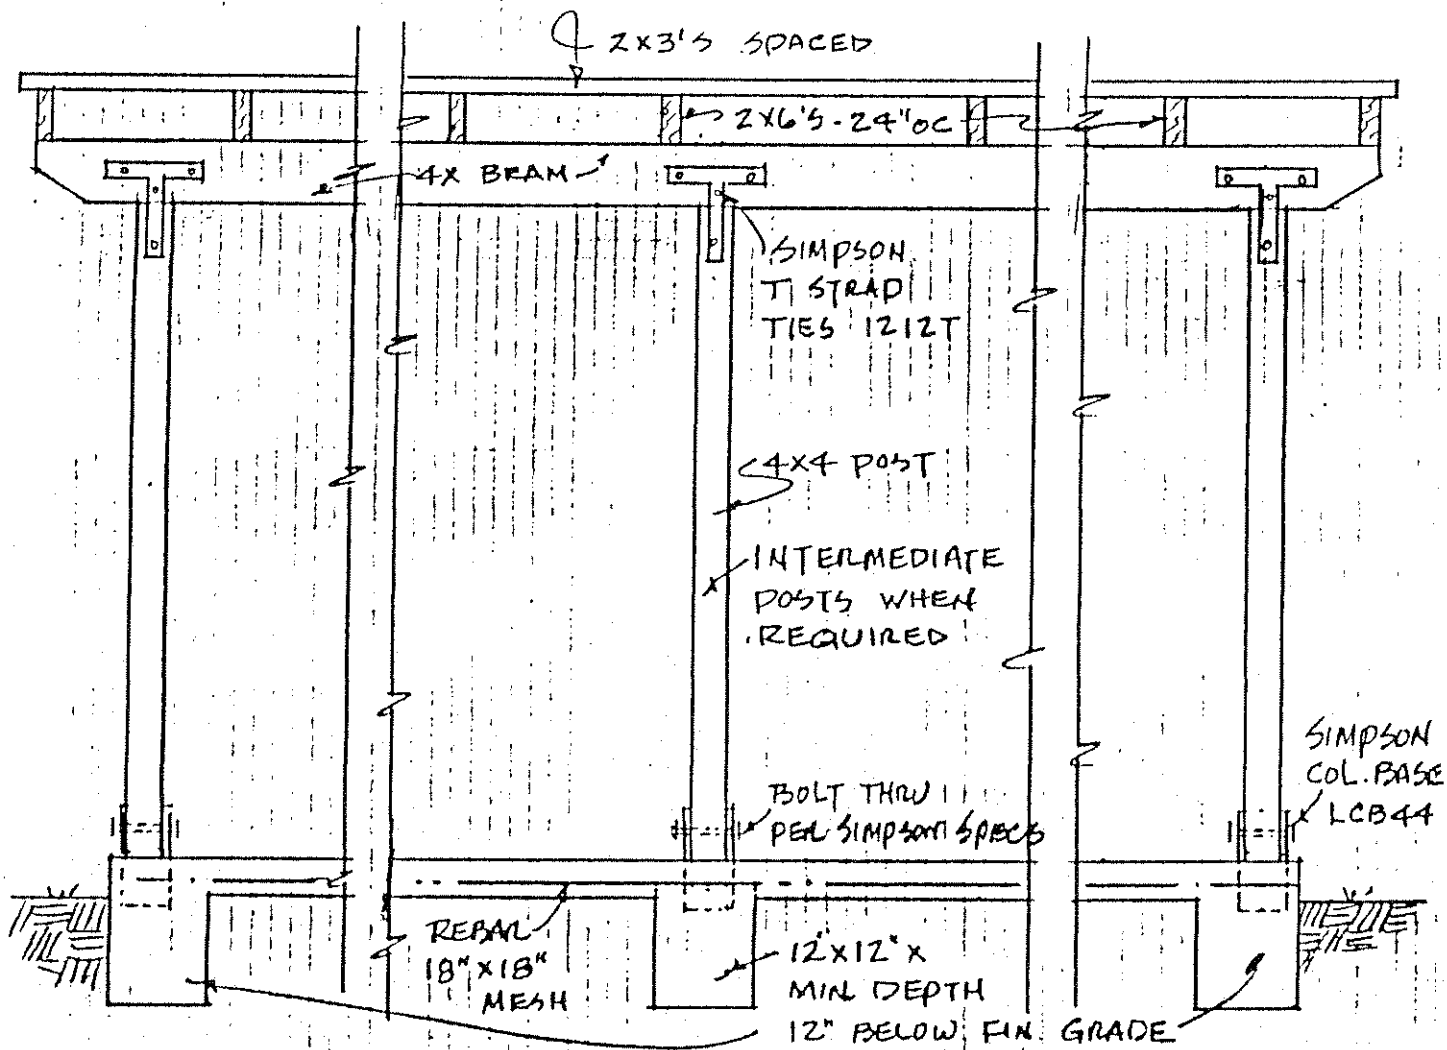 2X3'S SPACED
2X6'S-24"OC
4X BEAM
SIMPSON
T STRAP
TIES 1212T
4X4 POST
INTERMEDIATE
POSTS WHEN
REQUIRED
SIMPSON
COL. BASE
LCB44
BOLT THRU
PER SIMPSON SPECS
REBAR
18"X18"
MESH
12"X12"X
MIN. DEPTH
12" BELOW FIN. GRADE